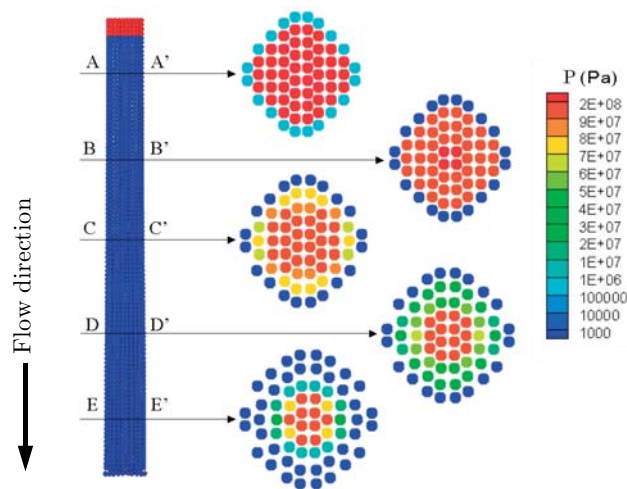 A A'
B B'
C C'
D D'
E E'
Flow direction
P (Pa)
2E+08
9E+07
8E+07
7E+07
6E+07
5E+07
4E+07
3E+07
2E+07
1E+07
1E+06
100000
10000
1000